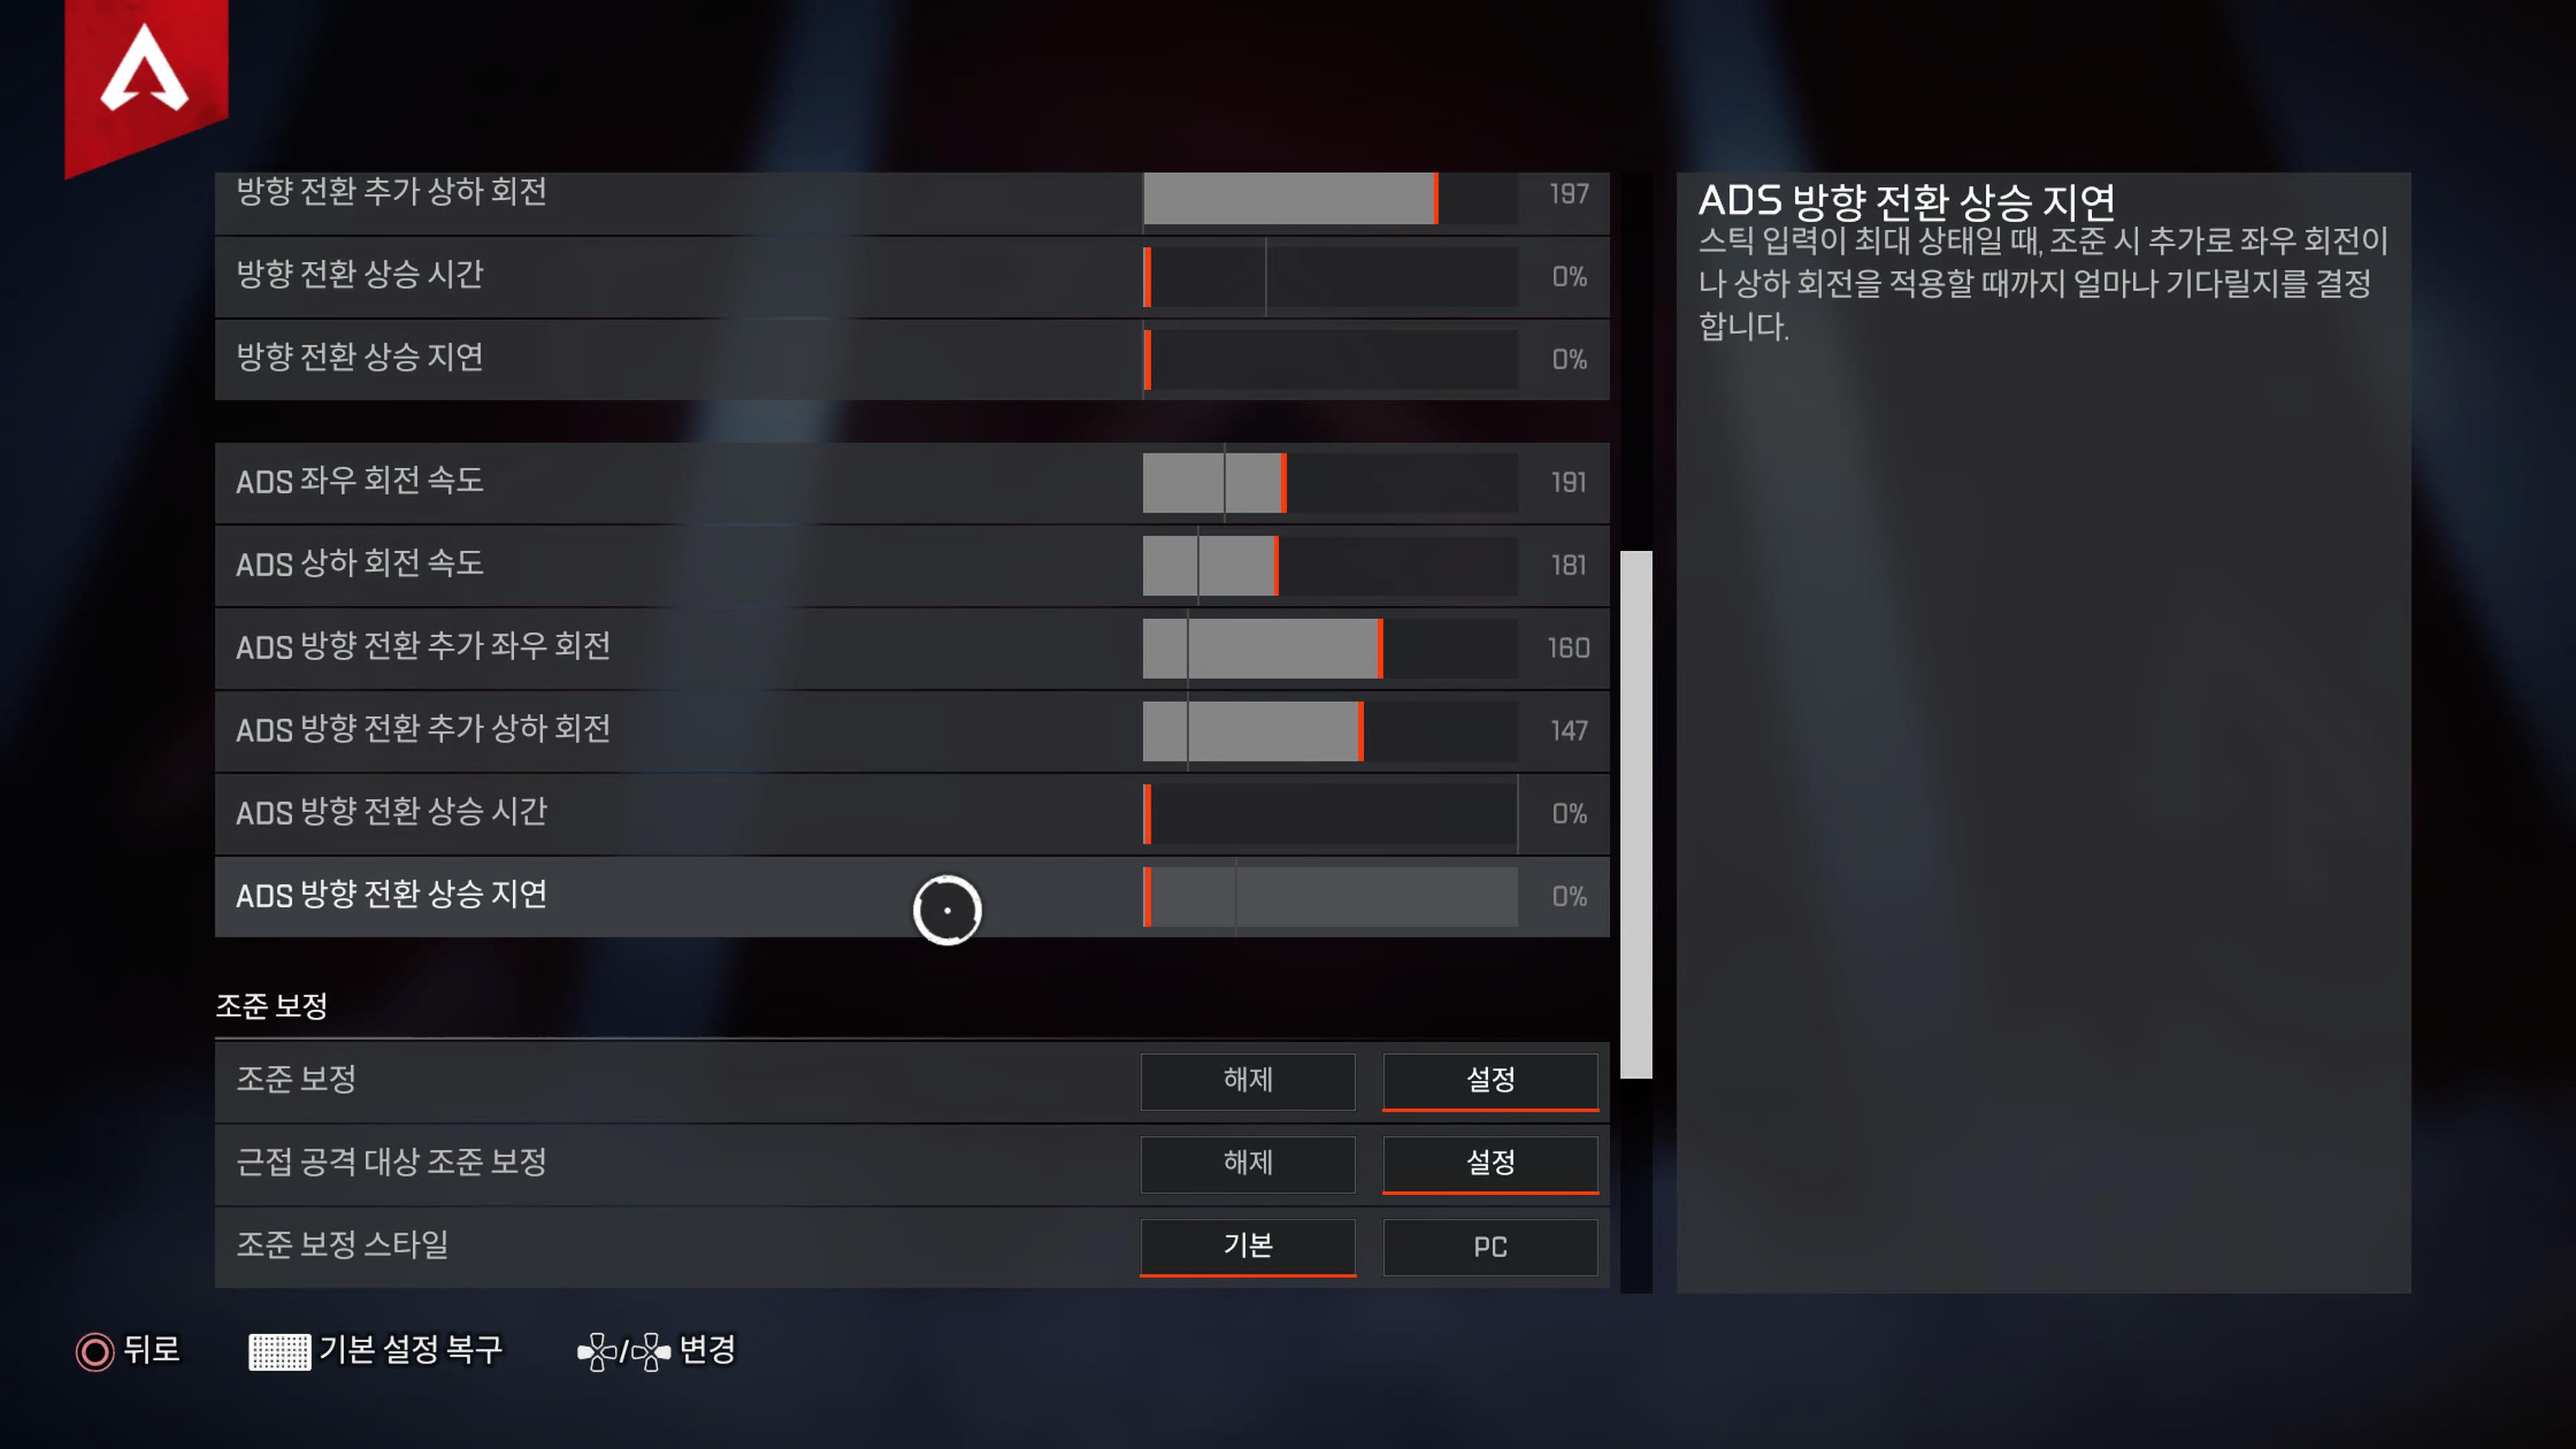 방향 전환 추가 상하 회전 197
방향 전환 상승 시간 0%
방향 전환 상승 지연 0%
ADS 좌우 회전 속도 191
ADS 상하 회전 속도 181
ADS 방향 전환 추가 좌우 회전 160
ADS 방향 전환 추가 상하 회전 147
ADS 방향 전환 상승 시간 0%
ADS 방향 전환 상승 지연 0%
조준 보정
조준 보정 해제 설정
근접 공격 대상 조준 보정 해제 설정
조준 보정 스타일 기본 PC
ADS 방향 전환 상승 지연
스틱 입력이 최대 상태일 때, 조준 시 추가로 좌우 회전이
나 상하 회전을 적용할 때까지 얼마나 기다릴지를 결정
합니다.
뒤로 기본 설정 복구 / 변경